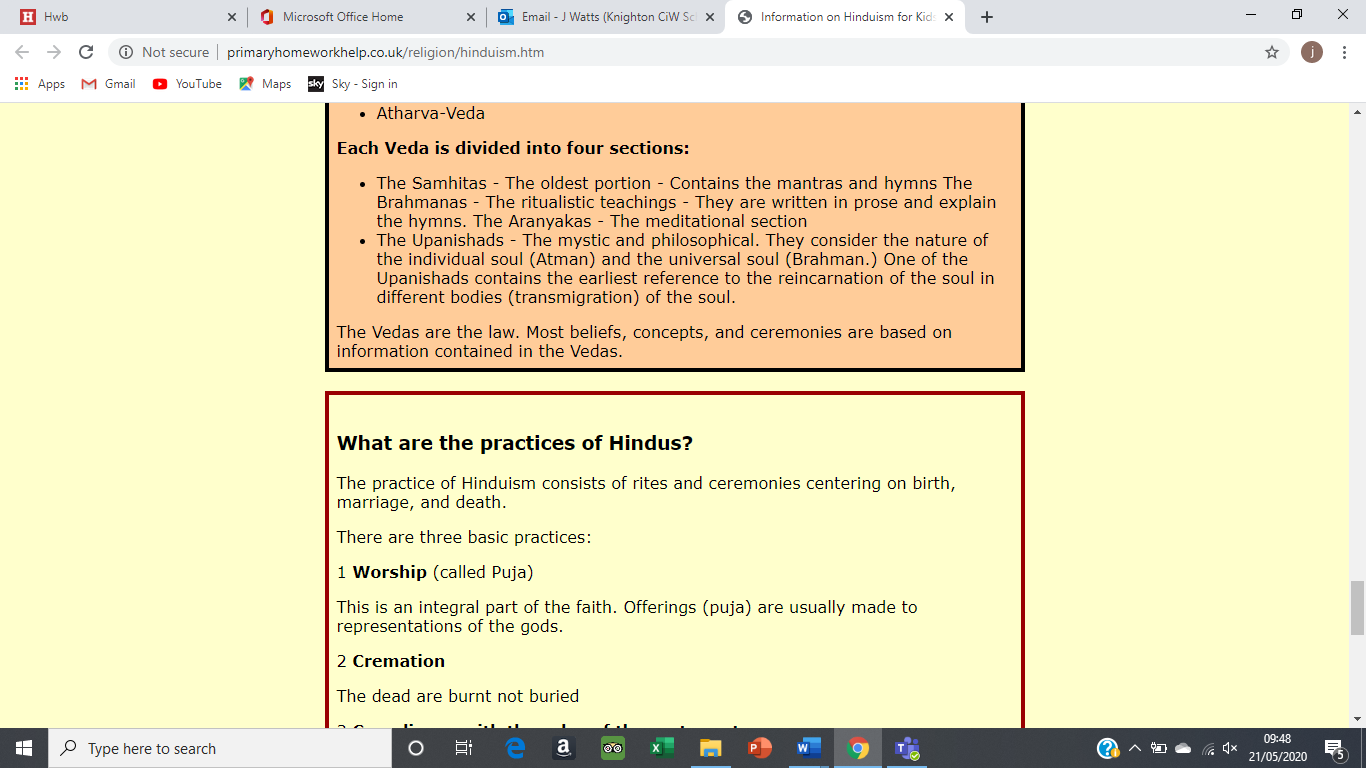 Hwb
Microsoft Office Home
Email - J Watts (Knighton CiW Sc
Information on Hinduism for Kid
Not secure
primaryhomeworkhelp.co.uk/religion/hinduism.htm
j
Apps
Gmail
YouTube
Maps
sky
Sky - Sign in
• Atharva-Veda
Each Veda is divided into four sections:
• The Samhitas - The oldest portion - Contains the mantras and hymns The
Brahmanas - The ritualistic teachings - They are written in prose and explain
the hymns. The Aranyakas - The meditational section
• The Upanishads - The mystic and philosophical. They consider the nature of
the individual soul (Atman) and the universal soul (Brahman.) One of the
Upanishads contains the earliest reference to the reincarnation of the soul in
different bodies (transmigration) of the soul.
The Vedas are the law. Most beliefs, concepts, and ceremonies are based on
information contained in the Vedas.
What are the practices of Hindus?
The practice of Hinduism consists of rites and ceremonies centering on birth,
marriage, and death.
There are three basic practices:
1 Worship (called Puja)
This is an integral part of the faith. Offerings (puja) are usually made to
representations of the gods.
2 Cremation
The dead are burnt not buried
Type here to search
09:48
21/05/2020
5